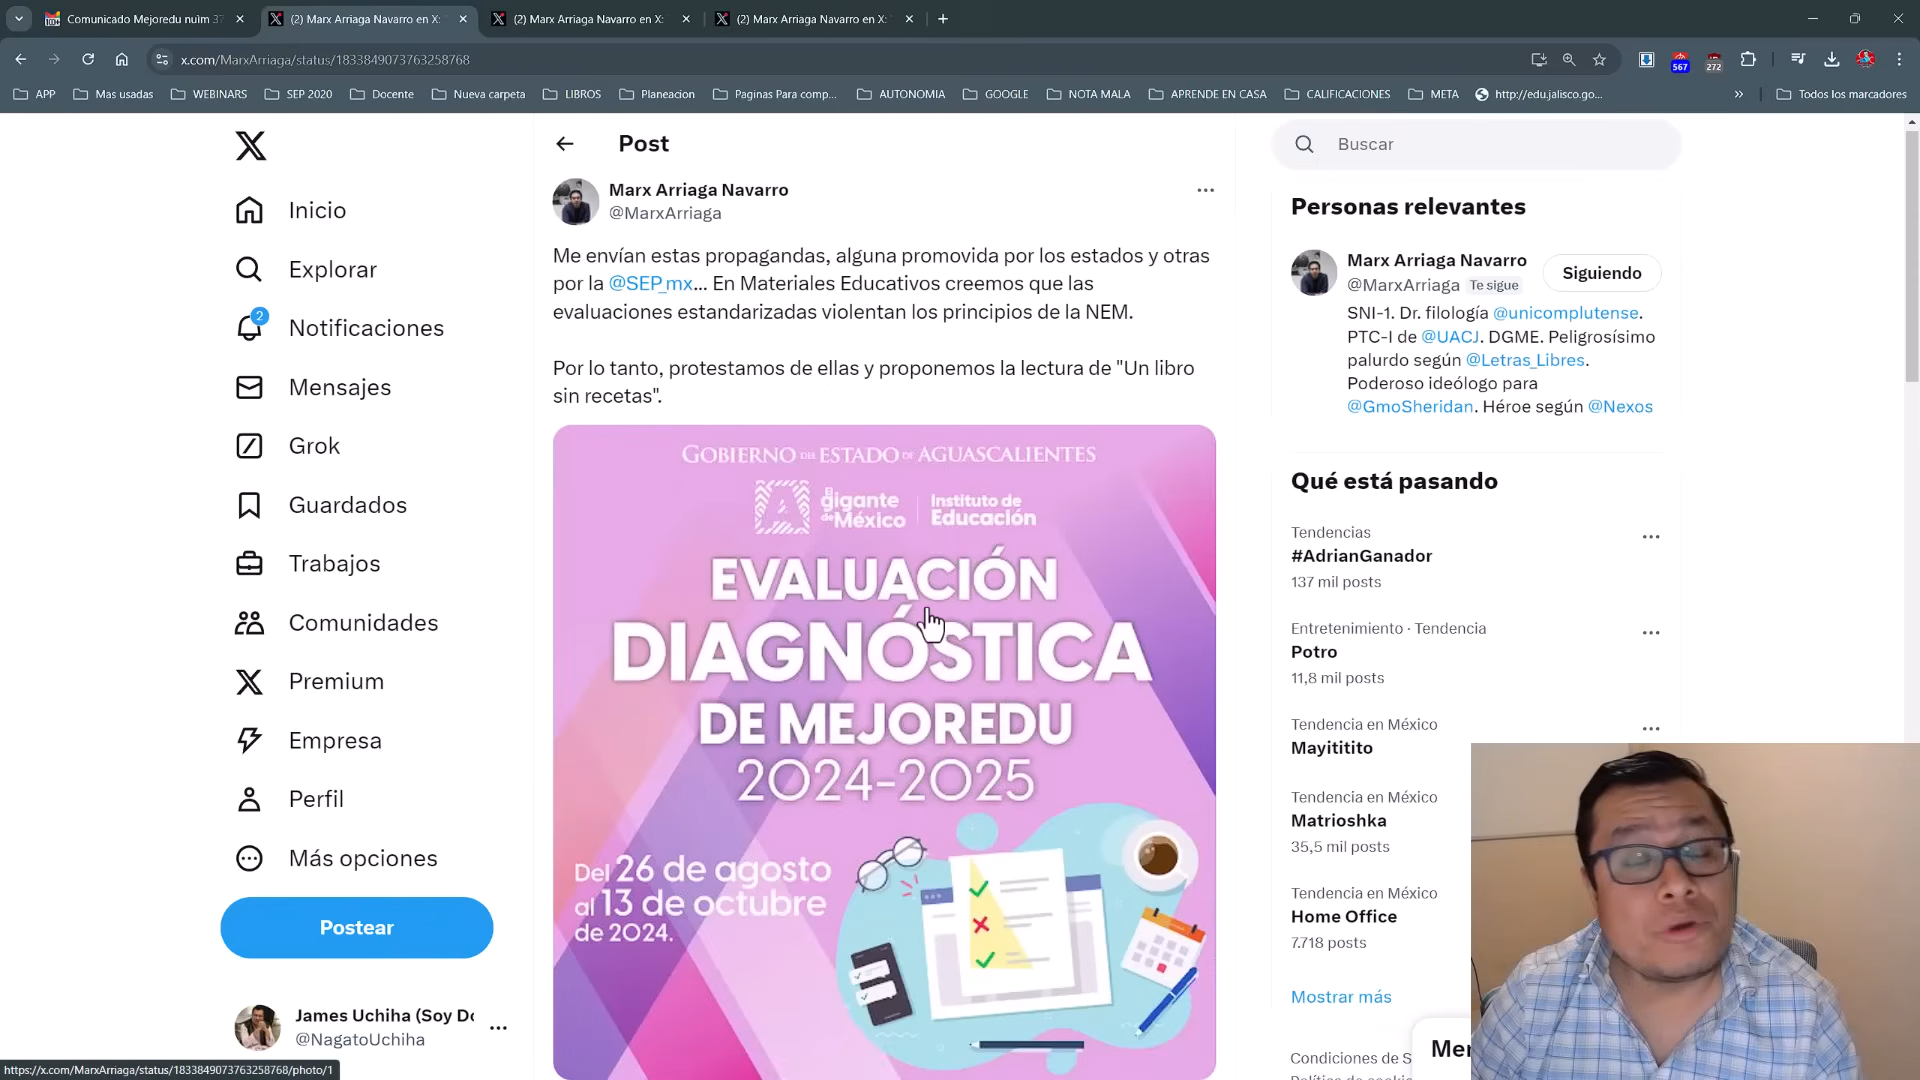 Comunicado Mejoredu nuìm 37
(2) Marx Arriaga Navarro en X:
(2) Marx Arriaga Navarro en X:
(2) Marx Arriaga Navarro en X:
x.com/MarxArriaga/status/1833849073763258768
567
272
APP
Mas usadas
WEBINARS
SEP 2020
Docente
Nueva carpeta
LIBROS
Planeacion
Paginas Para comp...
AUTONOMIA
GOOGLE
NOTA MALA
APRENDE EN CASA
CALIFICACIONES
META
http://edu.jalisco.go...
Todos los marcadores
Inicio
Explorar
2
Notificaciones
Mensajes
Grok
Guardados
Trabajos
Comunidades
Premium
Empresa
Perfil
Más opciones
Postear
James Uchiha (Soy Do
@NagatoUchiha
https://x.com/MarxArriaga/status/1833849073763258768/photo/1
Post
Marx Arriaga Navarro
@MarxArriaga
Me envían estas propagandas, alguna promovida por los estados y otras
por la @SEP_mx... En Materiales Educativos creemos que las
evaluaciones estandarizadas violentan los principios de la NEM.
Por lo tanto, protestamos de ellas y proponemos la lectura de "Un libro
sin recetas".
GOBIERNO DEL ESTADO DE AGUASCALIENTES
El gigante de México
Instituto de
Educación
EVALUACIÓN
DIAGNÓSTICA
DE MEJOREDU
2024-2025
Del 26 de agosto
al 13 de octubre
de 2024.
Buscar
Personas relevantes
Marx Arriaga Navarro
@MarxArriaga Te sigue
Siguiendo
SNI-1. Dr. filología @unicomplutense.
PTC-I de @UACJ. DGME. Peligrosísimo
palurdo según @Letras_Libres.
Poderoso ideólogo para
@GmoSheridan. Héroe según @Nexos
Qué está pasando
Tendencias
#AdrianGanador
137 mil posts
Entretenimiento · Tendencia
Potro
11,8 mil posts
Tendencia en México
Mayititito
Tendencia en México
Matrioshka
35,5 mil posts
Tendencia en México
Home Office
7.718 posts
Mostrar más
Condiciones de S